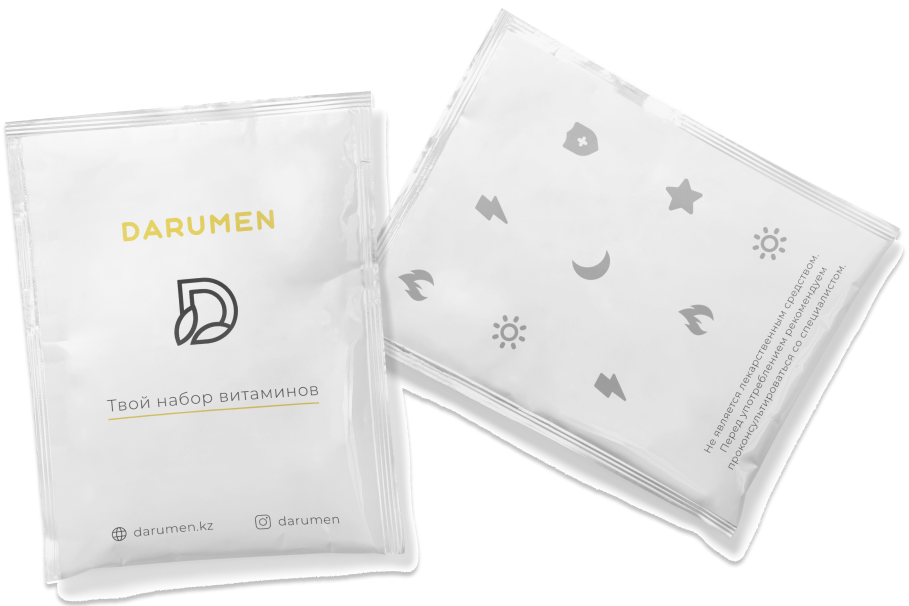 DARUMEN
Твой набор витаминов
darumen.kz
darumen
Не является лекарственным средством.
Перед употреблением рекомендуем
проконсультироваться со специалистом.